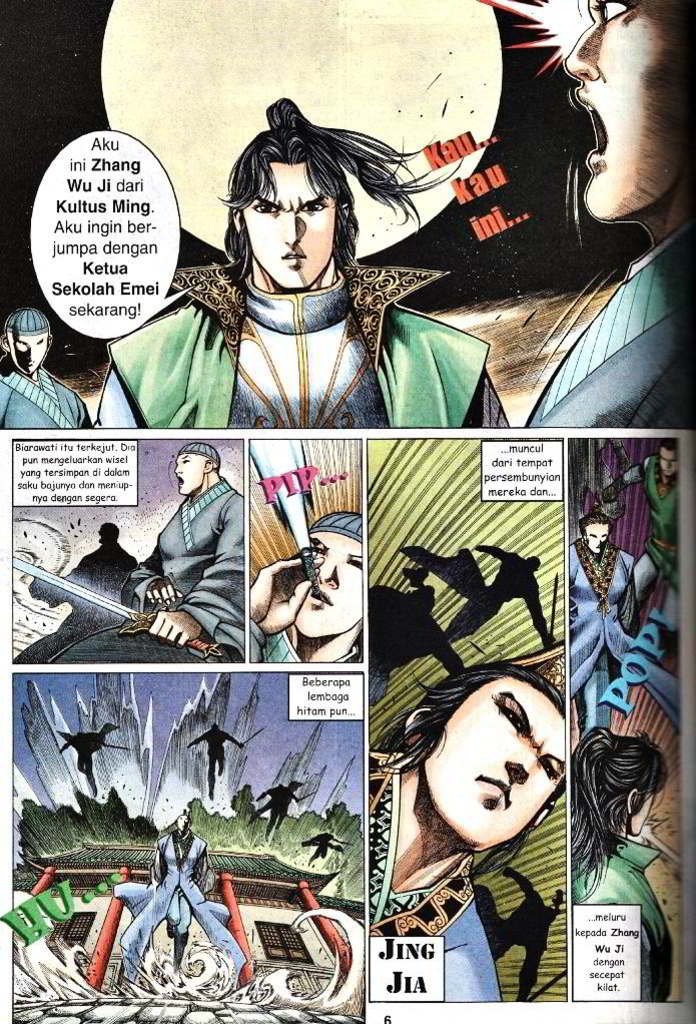 Aku
ini Zhang
Wu Ji dari
Kultus Ming.
Aku ingin ber-
jumpa dengan
Ketua
Sekolah Emei
sekarang!
Kau...
kau
ini...
Biarawati itu terkejut. Dia
pun mengeluarkan wisel
yang tersimpan di dalam
saku bajunya dan meniup-
nya dengan segera.
PIP...
Beberapa
lembaga
hitam pun...
WU...
...muncul
dari tempat
persembunyian
mereka dan...
JING
JIA
POP!
...meluru
kepada Zhang
Wu Ji
dengan
secepat
kilat.
6